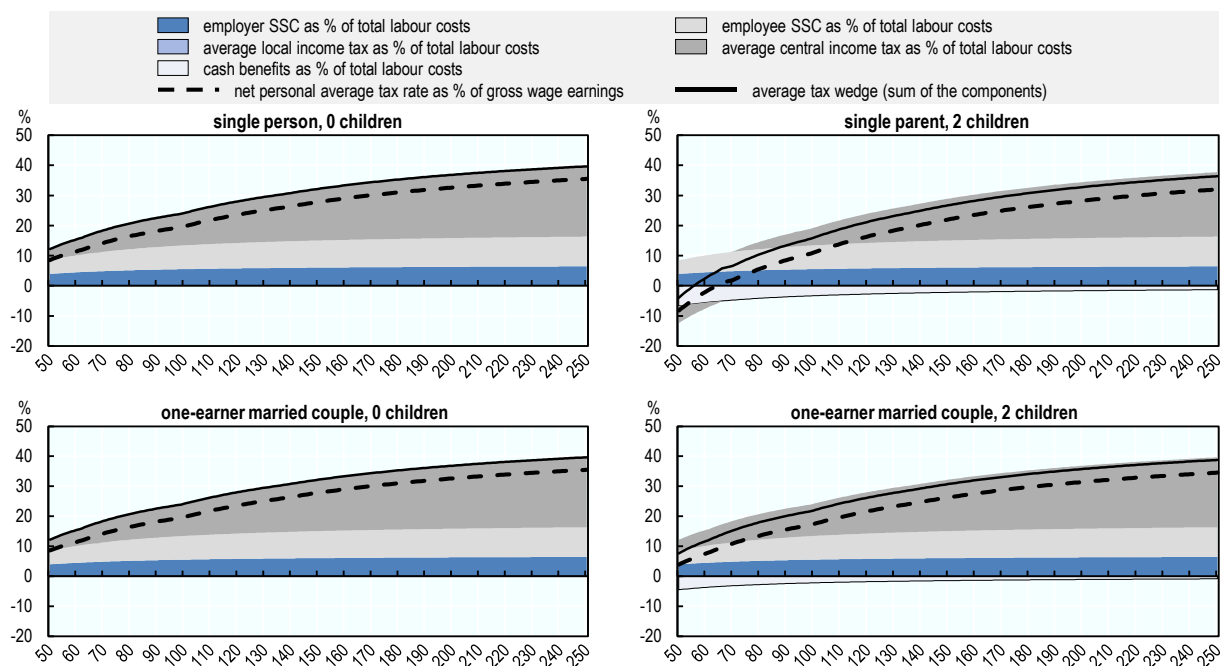 employer SSC as % of total labour costs
employee SSC as % of total labour costs
average local income tax as % of total labour costs
average central income tax as % of total labour costs
cash benefits as % of total labour costs
net personal average tax rate as % of gross wage earnings
average tax wedge (sum of the components)
%
single person, 0 children
50
40
30
20
10
0
-10
-20
50 60 70 80 90 100 110 120 130 140 150 160 170 180 190 200 210 220 230 240 250
%
single parent, 2 children
50
40
30
20
10
0
-10
-20
50 60 70 80 90 100 110 120 130 140 150 160 170 180 190 200 210 220 230 240 250
%
one-earner married couple, 0 children
50
40
30
20
10
0
-10
-20
50 60 70 80 90 100 110 120 130 140 150 160 170 180 190 200 210 220 230 240 250
%
one-earner married couple, 2 children
50
40
30
20
10
0
-10
-20
50 60 70 80 90 100 110 120 130 140 150 160 170 180 190 200 210 220 230 240 250